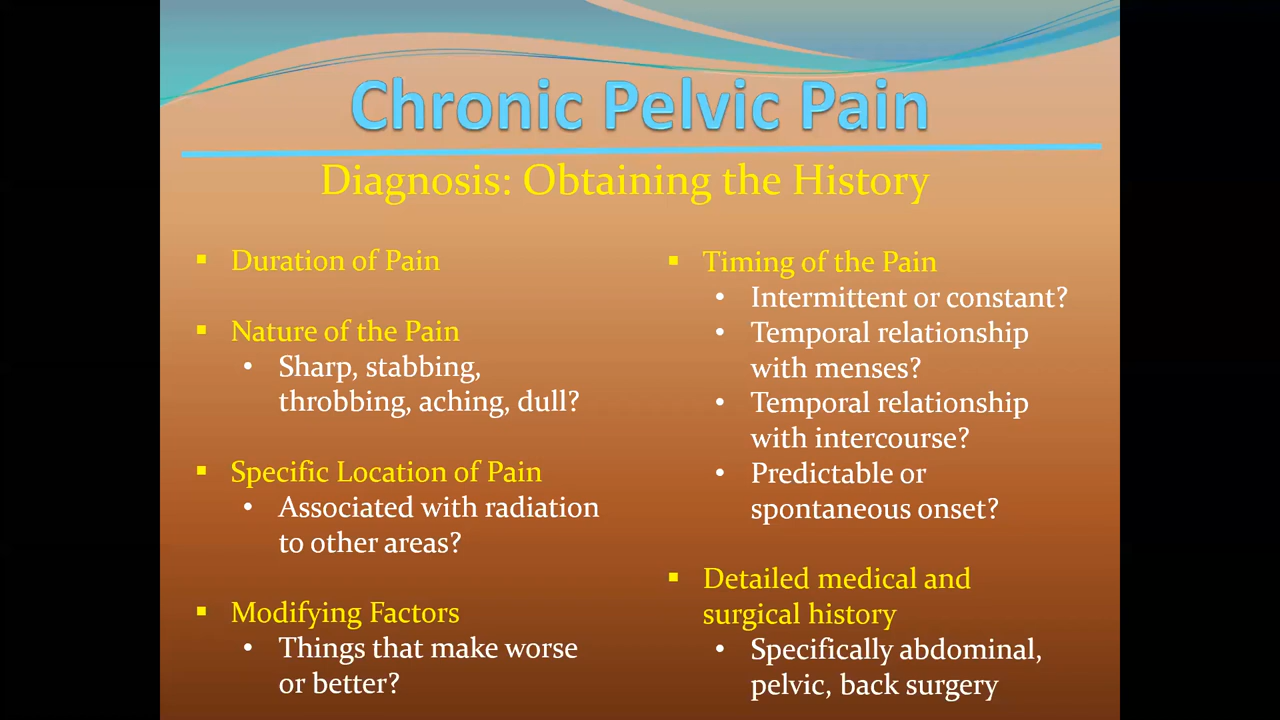 Chronic Pelvic Pain
Diagnosis: Obtaining the History
▪ Duration of Pain
▪ Nature of the Pain
• Sharp, stabbing,
throbbing, aching, dull?
▪ Specific Location of Pain
• Associated with radiation
to other areas?
▪ Modifying Factors
• Things that make worse
or better?
▪ Timing of the Pain
• Intermittent or constant?
• Temporal relationship
with menses?
• Temporal relationship
with intercourse?
• Predictable or
spontaneous onset?
▪ Detailed medical and
surgical history
• Specifically abdominal,
pelvic, back surgery